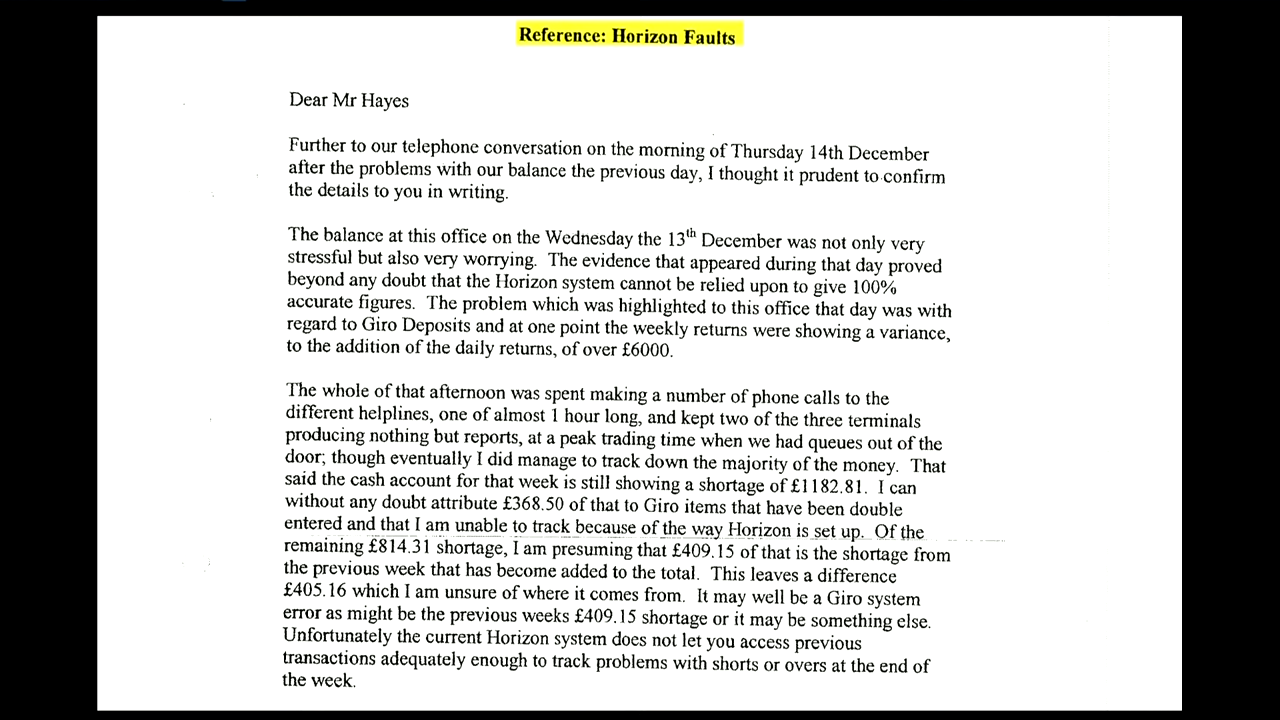 Reference: Horizon Faults
Dear Mr Hayes
Further to our telephone conversation on the morning of Thursday 14th December
after the problems with our balance the previous day, I thought it prudent to confirm
the details to you in writing.
The balance at this office on the Wednesday the 13th December was not only very
stressful but also very worrying. The evidence that appeared during that day proved
beyond any doubt that the Horizon system cannot be relied upon to give 100%
accurate figures. The problem which was highlighted to this office that day was with
regard to Giro Deposits and at one point the weekly returns were showing a variance,
to the addition of the daily returns, of over £6000.
The whole of that afternoon was spent making a number of phone calls to the
different helplines, one of almost 1 hour long, and kept two of the three terminals
producing nothing but reports, at a peak trading time when we had queues out of the
door; though eventually I did manage to track down the majority of the money. That
said the cash account for that week is still showing a shortage of £1182.81. I can
without any doubt attribute £368.50 of that to Giro items that have been double
entered and that I am unable to track because of the way Horizon is set up. Of the
remaining £814.31 shortage, I am presuming that £409.15 of that is the shortage from
the previous week that has become added to the total. This leaves a difference
£405.16 which I am unsure of where it comes from. It may well be a Giro system
error as might be the previous weeks £409.15 shortage or it may be something else.
Unfortunately the current Horizon system does not let you access previous
transactions adequately enough to track problems with shorts or overs at the end of
the week.